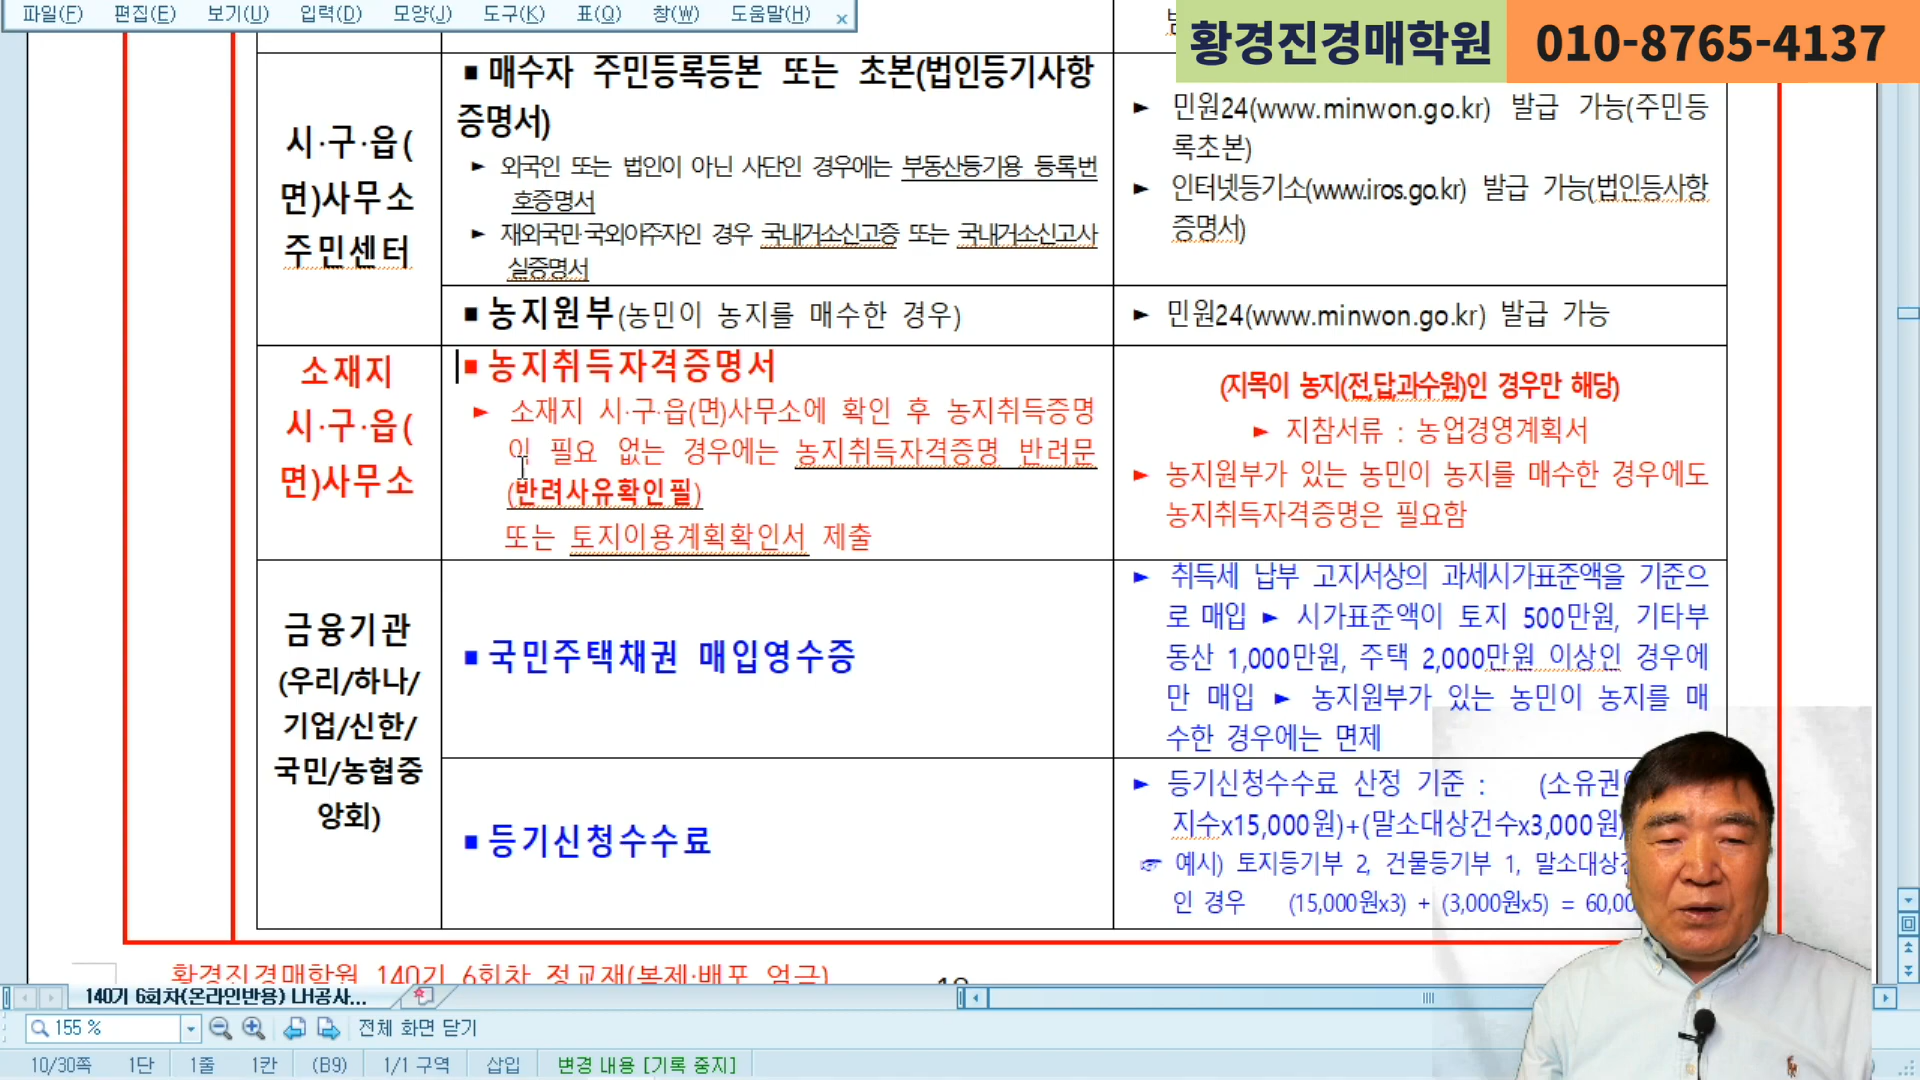 파일(F) 편집(E) 보기(U) 입력(D) 모양(J) 도구(K) 표(Q) 창(W) 도움말(H)
황경진경매학원 010-8765-4137
시·구·읍(
면)사무소
주민센터
■ 매수자 주민등록등본 또는 초본(법인등기사항
증명서)
► 외국인 또는 법인이 아닌 사단인 경우에는 부동산등기용 등록번
호증명서
► 재외국민·국외이주자인 경우 국내거소신고증 또는 국내거소신고사
실증명서
► 민원24(www.minwon.go.kr) 발급 가능(주민등
록초본)
► 인터넷등기소(www.iros.go.kr) 발급 가능(법인등사항
증명서)
■ 농지원부(농민이 농지를 매수한 경우)
► 민원24(www.minwon.go.kr) 발급 가능
소재지
시·구·읍(
면)사무소
■ 농지취득자격증명서
► 소재지 시·구·읍(면)사무소에 확인 후 농지취득증명
이 필요 없는 경우에는 농지취득자격증명 반려문
(반려사유확인필)
또는 토지이용계획확인서 제출
(지목이 농지(전,답,과수원)인 경우만 해당)
► 지참서류 : 농업경영계획서
► 농지원부가 있는 농민이 농지를 매수한 경우에도
농지취득자격증명은 필요함
금융기관
(우리/하나/
기업/신한/
국민/농협중
앙회)
■ 국민주택채권 매입영수증
► 취득세 납부 고지서상의 과세시가표준액을 기준으
로 매입 ► 시가표준액이 토지 500만원, 기타부
동산 1,000만원, 주택 2,000만원 이상인 경우에
만 매입 ► 농지원부가 있는 농민이 농지를 매
수한 경우에는 면제
■ 등기신청수수료
► 등기신청수수료 산정 기준 : (소유권
지수x15,000원)+(말소대상건수x3,000원)
☞ 예시) 토지등기부 2, 건물등기부 1, 말소대상
인 경우 (15,000원x3) + (3,000원x5) = 60,00
황경진경매학원 140기 6회차 정교재(복제·배포 엄금)
140기 6회차(온라인반용) LH공사...
155 % 전체 화면 닫기
10/30쪽 1단 1줄 1칸 (B9) 1/1 구역 삽입 변경 내용 [기록 중지]